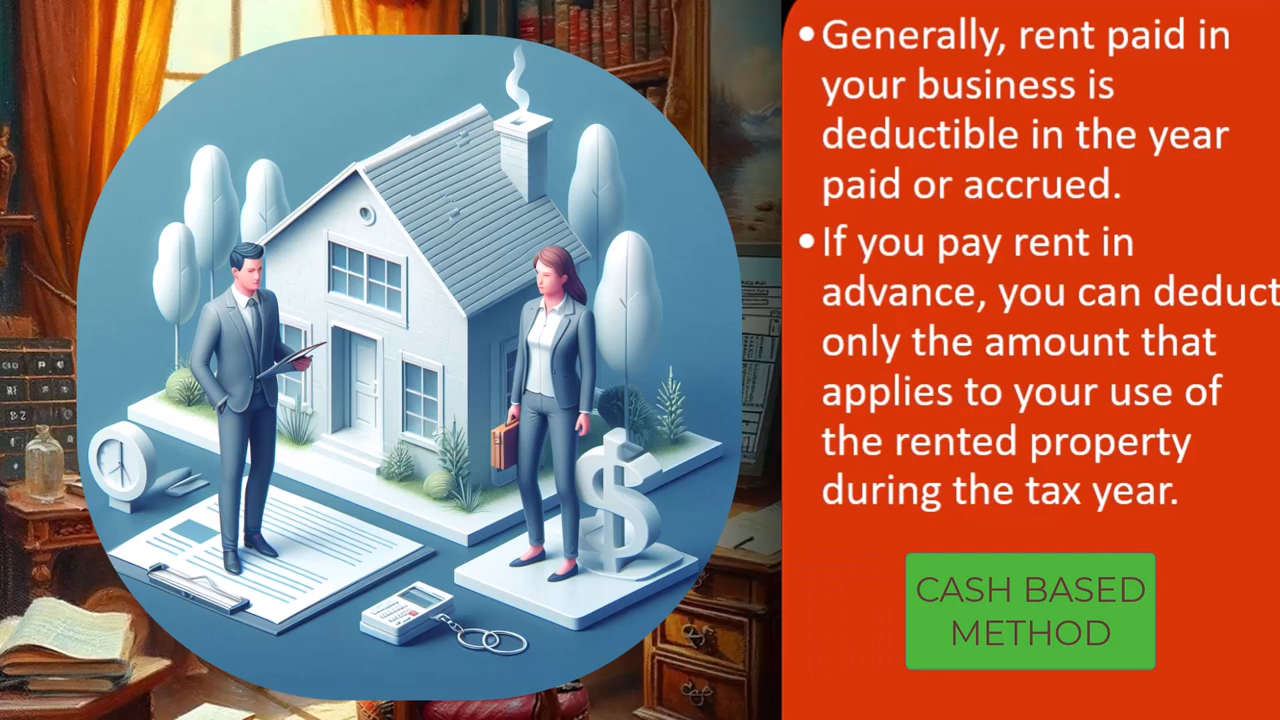 •Generally, rent paid in
your business is
deductible in the year
paid or accrued.
•If you pay rent in
advance, you can deduct
only the amount that
applies to your use of
the rented property
during the tax year.
CASH BASED
METHOD